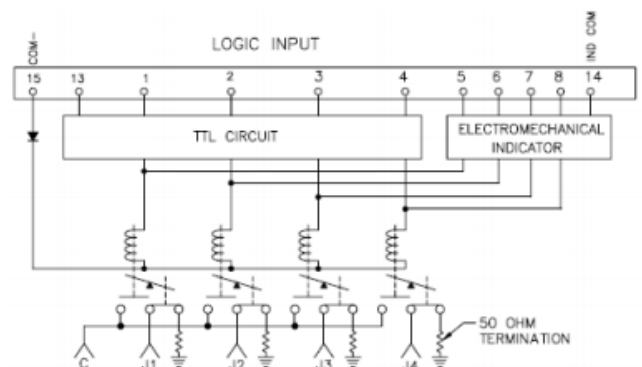 COM-
LOGIC INPUT
IND COM
15 13 1 2 3 4 5 6 7 8 14
TTL CIRCUIT
ELECTROMECHANICAL
INDICATOR
50 OHM
TERMINATION
C J1 J2 J3 J4